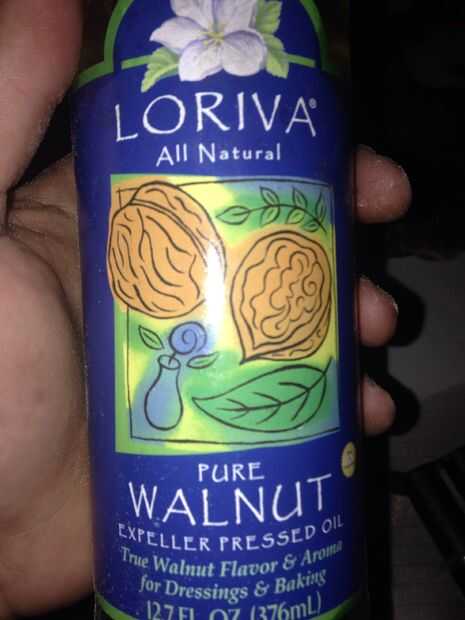 LORIVA®
All Natural
PURE
WALNUT
EXPELLER PRESSED OIL
True Walnut Flavor & Aroma
for Dressings & Baking
12.7 FL. OZ. (376mL)